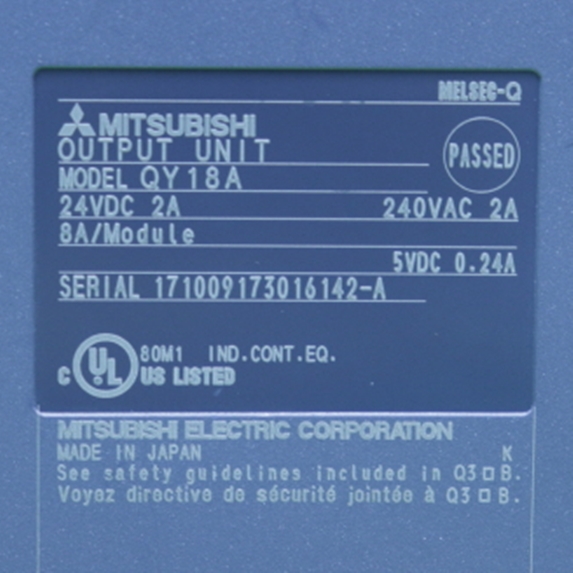 MELSEC-Q
MITSUBISHI
OUTPUT UNIT
PASSED
MODEL QY18A
24VDC 2A 240VAC 2A
8A/Module
5VDC 0.24A
SERIAL 171009173016142-A
C UL US LISTED 80M1 IND.CONT.EQ.
MITSUBISHI ELECTRIC CORPORATION
MADE IN JAPAN K
See safety guidelines included in Q3□B.
Voyez directive de sécurité jointée à Q3□B.